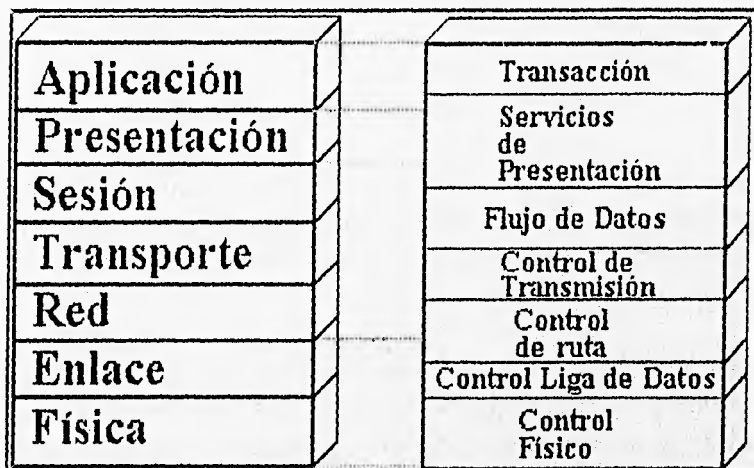 Aplicación
Presentación
Sesión
Transporte
Red
Enlace
Física
Transacción
Servicios
de
Presentación
Flujo de Datos
Control de
Transmisión
Control
de ruta
Control Liga de Datos
Control
Físico